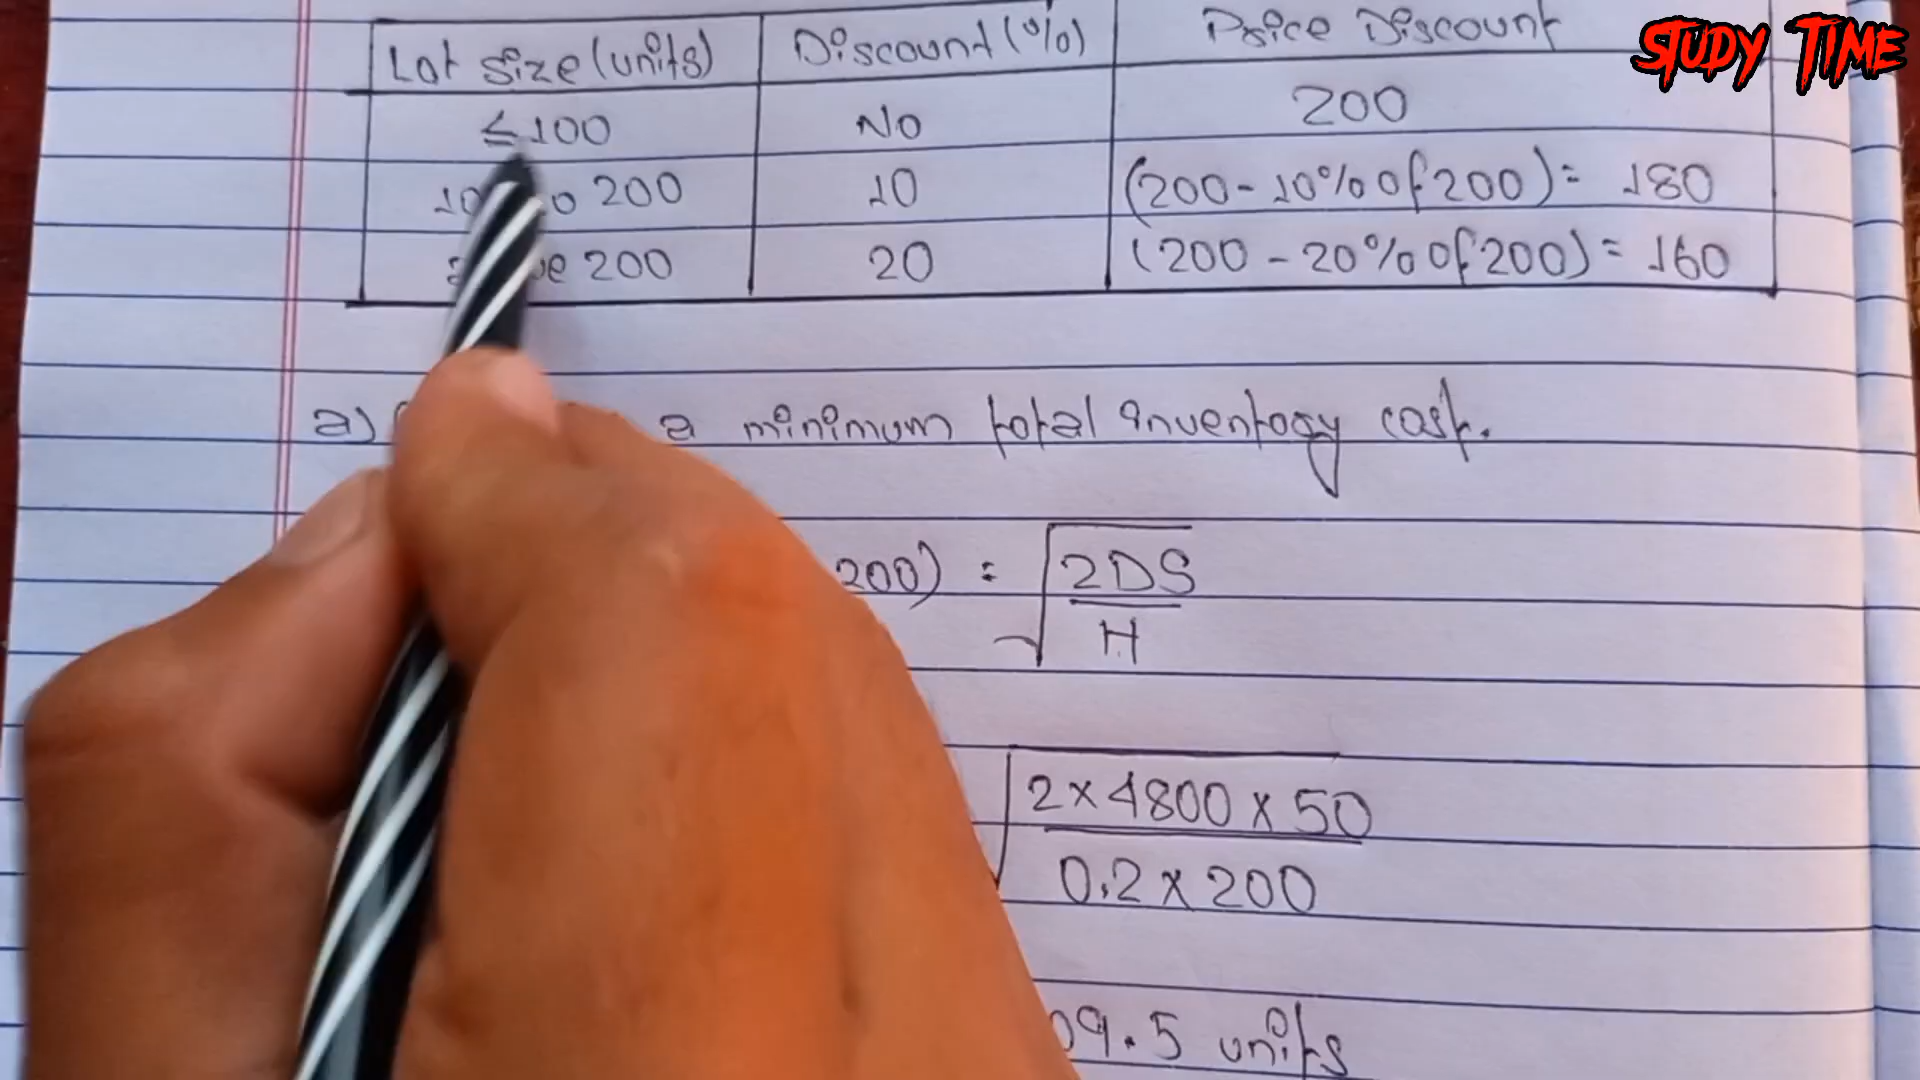 STUDY TIME
Lot size (units) Discount (%) Price Discount
≤100 No 200
200 10 (200 - 10% Of 200) = 180
200 20 (200 - 20% Of 200) = 160
a) a minimum total inventory cost.
200) = √2DS
H
2 × 4800 × 50
0.2 × 200
09.5 units